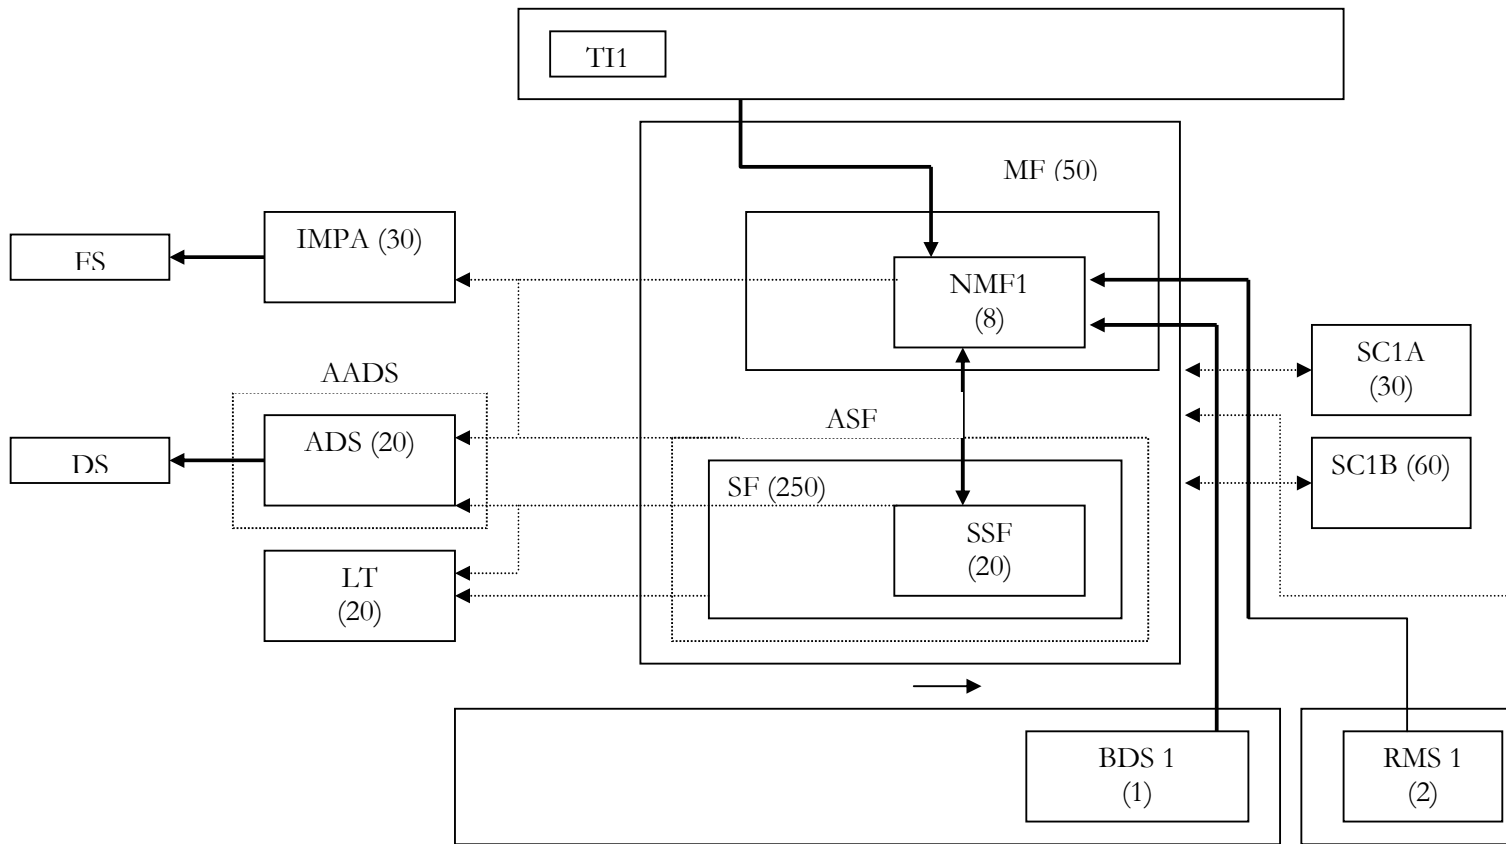 TI1
MF (50)
IMPA (30)
FS
NMF1
(8)
SC1A
(30)
AADS
ASF
ADS (20)
DS
SC1B (60)
SF (250)
SSF
(20)
LT
(20)
BDS 1
(1)
RMS 1
(2)